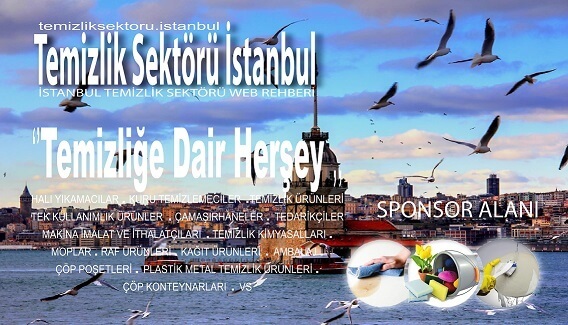 temizliksektoru.istanbul
Temizlik Sektörü İstanbul
İSTANBUL TEMİZLİK SEKTÖRÜ WEB REHBERİ
Temizliğe Dair Herşey
HALI YIKAMACILAR . KURU TEMİZLEMECİLER . TEMİZLİK ÜRÜNLERİ
TEK KULLANIMLIK ÜRÜNLER . ÇAMAŞIRHANELER . TEDARİKÇİLER
MAKİNA İMALAT VE İTHALATÇILARI . TEMİZLİK KİMYASALLARI .
MOPLAR . RAF ÜRÜNLERİ . KAGIT ÜRÜNLERİ . AMBALAJ
ÇÖP POŞETLERİ . PLASTİK METAL TEMİZLİK ÜRÜNLERİ .
ÇÖP KONTEYNARLARI . VS
SPONSOR ALANI